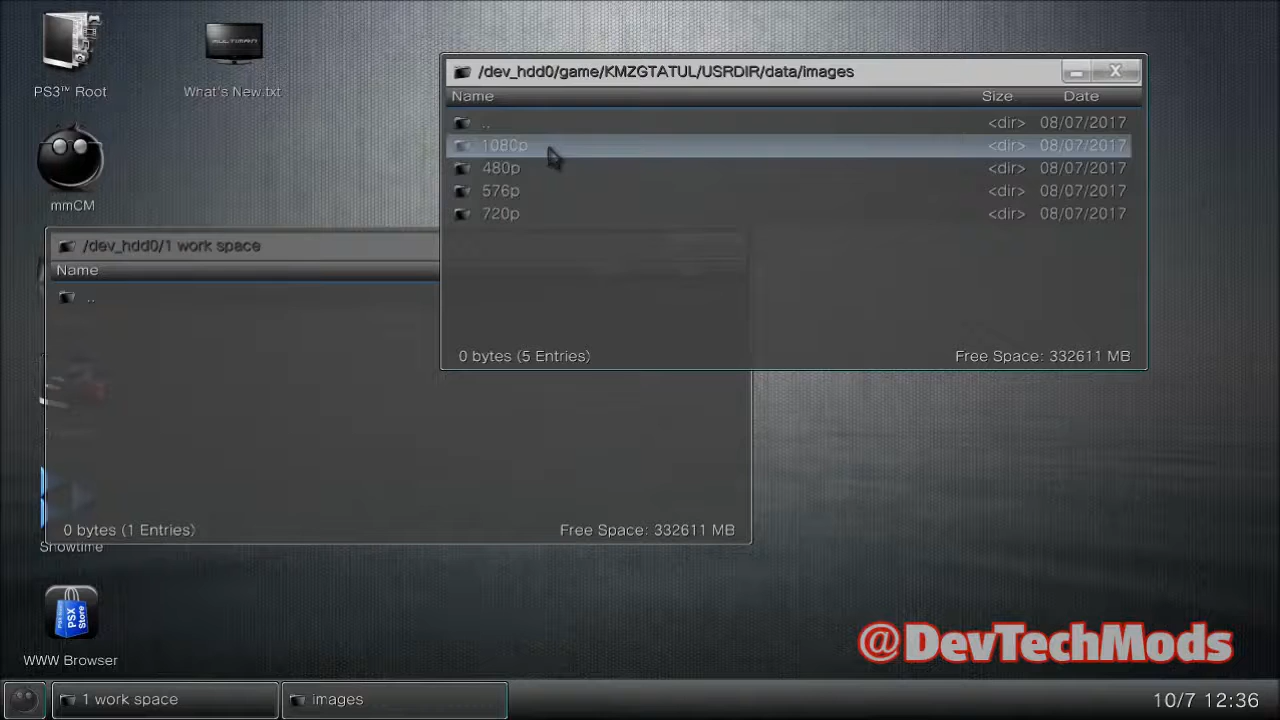 PS3™ Root
What's New.txt
mmCM
/dev_hdd0/game/KMZGTATUL/USRDIR/data/images
Name Size Date
.. <dir> 08/07/2017
1080p <dir> 08/07/2017
480p <dir> 08/07/2017
576p <dir> 08/07/2017
720p <dir> 08/07/2017
0 bytes (5 Entries) Free Space: 332611 MB
/dev_hdd0/1 work space
Name
..
0 bytes (1 Entries) Free Space: 332611 MB
Showtime
PSX Store
WWW Browser
@DevTechMods
1 work space
images
10/7 12:36